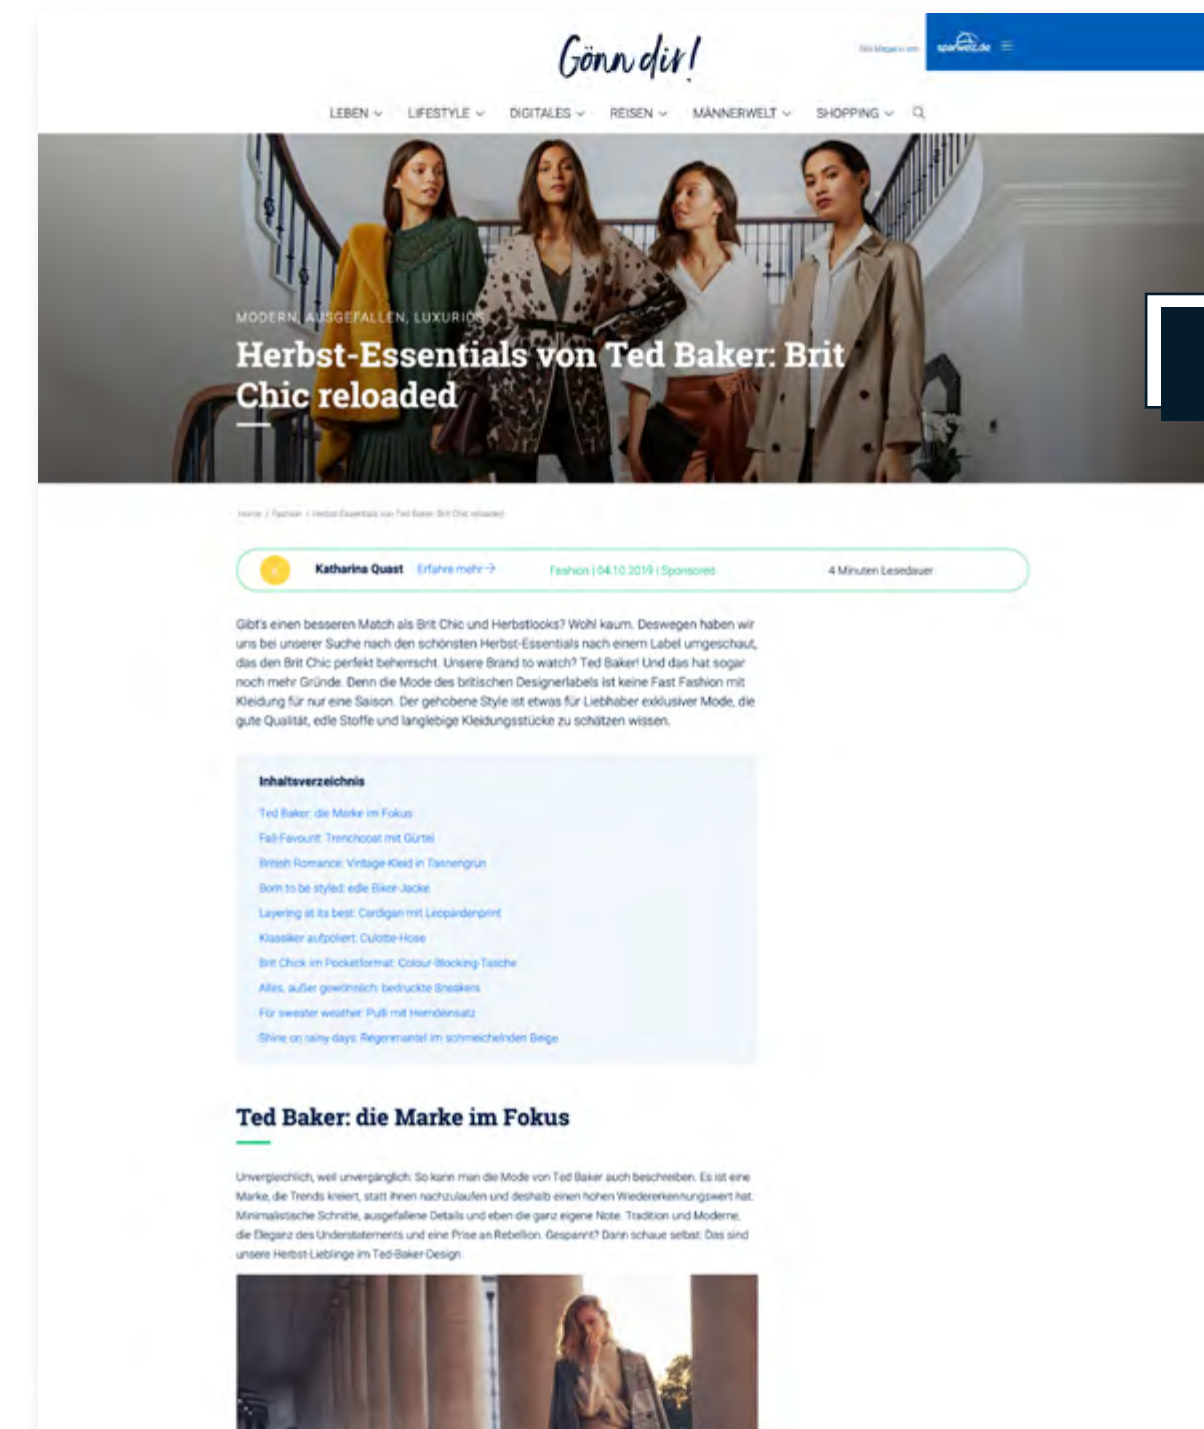 Gönn dir!
Das Magazin von
sparwelt.de
LEBEN LIFESTYLE DIGITALES REISEN MÄNNERWELT SHOPPING
MODERN, AUSGEFALLEN, LUXURIÖS
Herbst-Essentials von Ted Baker: Brit
Chic reloaded
Home / Fashion / Herbst-Essentials von Ted Baker: Brit Chic reloaded
Katharina Quast Erfahre mehr → Fashion | 04.10.2019 | Sponsored 4 Minuten Lesedauer
Gibt's einen besseren Match als Brit Chic und Herbstlooks? Wohl kaum. Deswegen haben wir
uns bei unserer Suche nach den schönsten Herbst-Essentials nach einem Label umgeschaut,
das den Brit Chic perfekt beherrscht. Unsere Brand to watch? Ted Baker! Und das hat sogar
noch mehr Gründe. Denn die Mode des britischen Designerlabels ist keine Fast Fashion mit
Kleidung für nur eine Saison. Der gehobene Style ist etwas für Liebhaber exklusiver Mode, die
gute Qualität, edle Stoffe und langlebige Kleidungsstücke zu schätzen wissen.
Inhaltsverzeichnis
Ted Baker: die Marke im Fokus
Fall-Favourit: Trenchcoat mit Gürtel
British Romance: Vintage-Kleid in Tannengrün
Born to be styled: edle Biker-Jacke
Layering at its best: Cardigan mit Leopardenprint
Klassiker aufpoliert: Culotte-Hose
Brit Chick im Pocketformat: Colour-Blocking-Tasche
Alles, außer gewöhnlich: bedruckte Sneakers
Für sweater weather: Pulli mit Hemdeinsatz
Shine on rainy days: Regenmantel im schmeichelnden Beige
Ted Baker: die Marke im Fokus
Unvergleichlich, weil unvergänglich: So kann man die Mode von Ted Baker auch beschreiben. Es ist eine
Marke, die Trends kreiert, statt ihnen nachzulaufen und deshalb einen hohen Wiedererkennungswert hat.
Minimalistische Schnitte, ausgefallene Details und eben die ganz eigene Note. Tradition und Moderne,
die Eleganz des Understatements und eine Prise an Rebellion. Gespannt? Dann schaue selbst: Das sind
unsere Herbst-Lieblinge im Ted-Baker-Design.